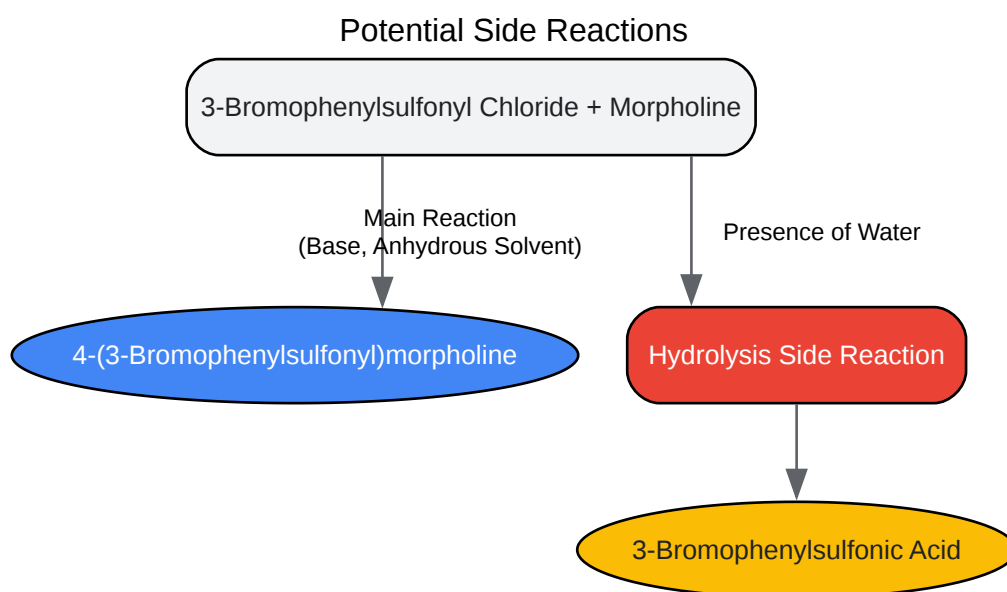 Potential Side Reactions
3-Bromophenylsulfonyl Chloride + Morpholine
Main Reaction
(Base, Anhydrous Solvent)
Presence of Water
4-(3-Bromophenylsulfonyl)morpholine
Hydrolysis Side Reaction
3-Bromophenylsulfonic Acid